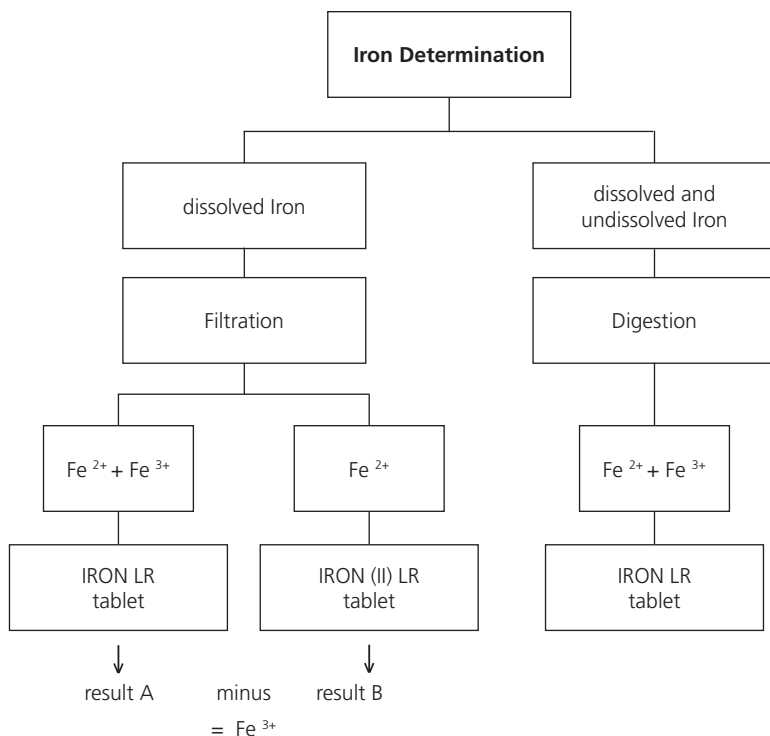 Iron Determination
dissolved Iron
dissolved and
undissolved Iron
Filtration
Digestion
Fe 2+ + Fe 3+
Fe 2+
Fe 2+ + Fe 3+
IRON LR
tablet
IRON (II) LR
tablet
IRON LR
tablet
result A minus result B
= Fe 3+